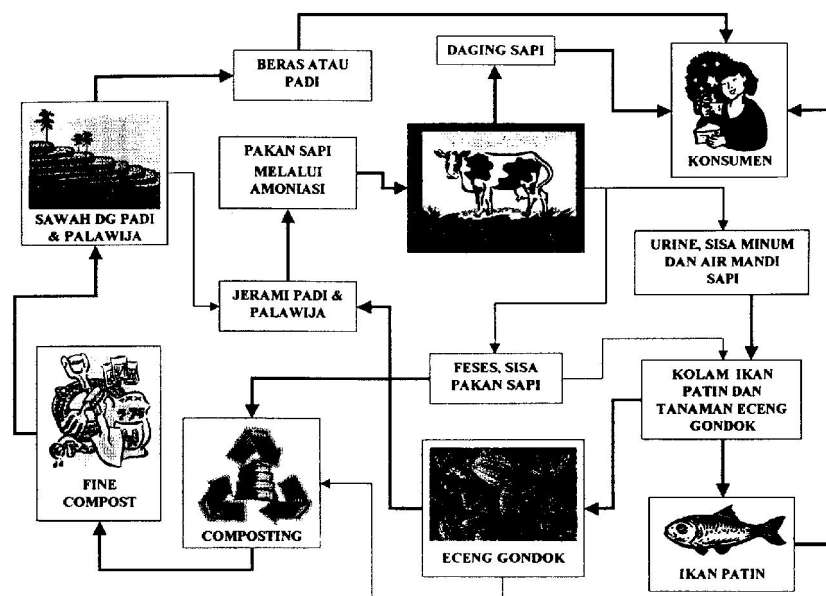 BERAS ATAU
PADI
DAGING SAPI
KONSUMEN
SAWAH DG PADI
& PALAWIJA
PAKAN SAPI
MELALUI
AMONIASI
URINE, SISA MINUM
DAN AIR MANDI
SAPI
JERAMI PADI &
PALAWIJA
FESES, SISA
PAKAN SAPI
KOLAM IKAN
PATIN DAN
TANAMAN ECENG
GONDOK
FINE
COMPOST
COMPOSTING
ECENG GONDOK
IKAN PATIN